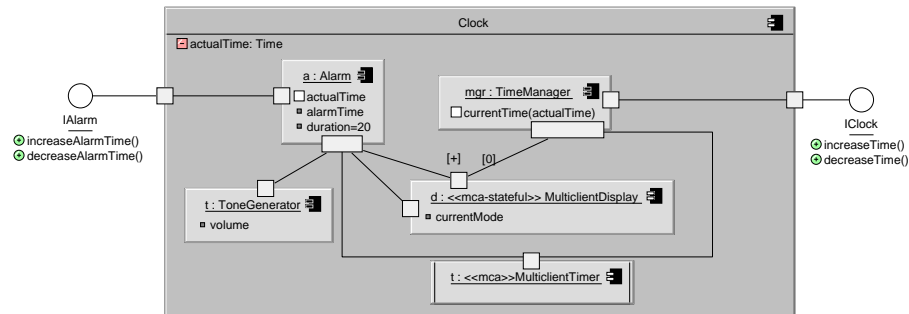 Clock
actualTime: Time
a : Alarm
actualTime
alarmTime
duration=20
mgr : TimeManager
currentTime(actualTime)
IAlarm
increaseAlarmTime()
decreaseAlarmTime()
IClock
increaseTime()
decreaseTime()
[+] [0]
t : ToneGenerator
volume
d : <<mca-stateful>> MulticlientDisplay
currentMode
t : <<mca>>MulticlientTimer